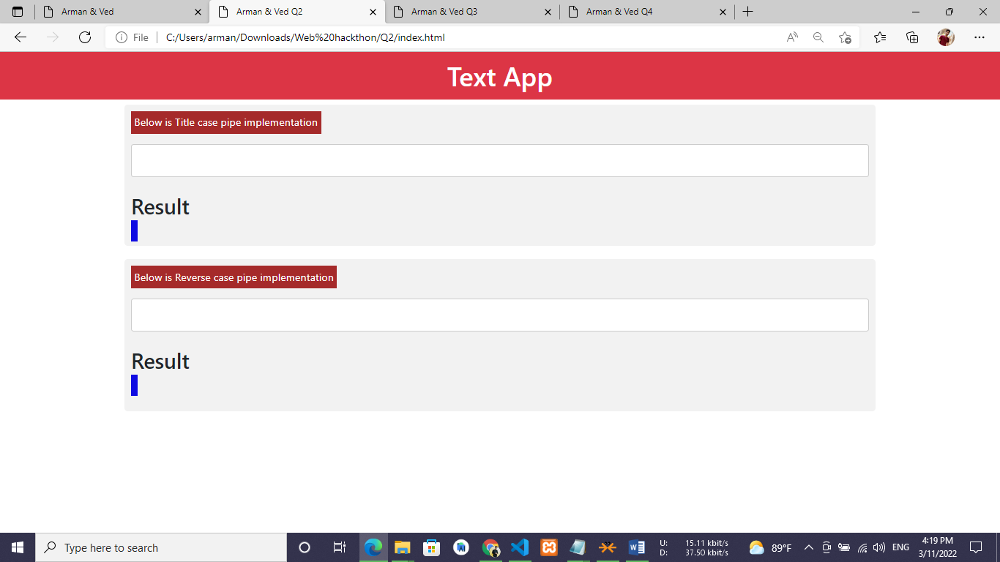 Arman & Ved
Arman & Ved Q2
Arman & Ved Q3
Arman & Ved Q4
File
C:/Users/arman/Downloads/Web%20hackthon/Q2/index.html
Text App
Below is Title case pipe implementation
Result
Below is Reverse case pipe implementation
Result
Type here to search
U: 15.11 kbit/s
D: 37.50 kbit/s
89°F
ENG
4:19 PM
3/11/2022